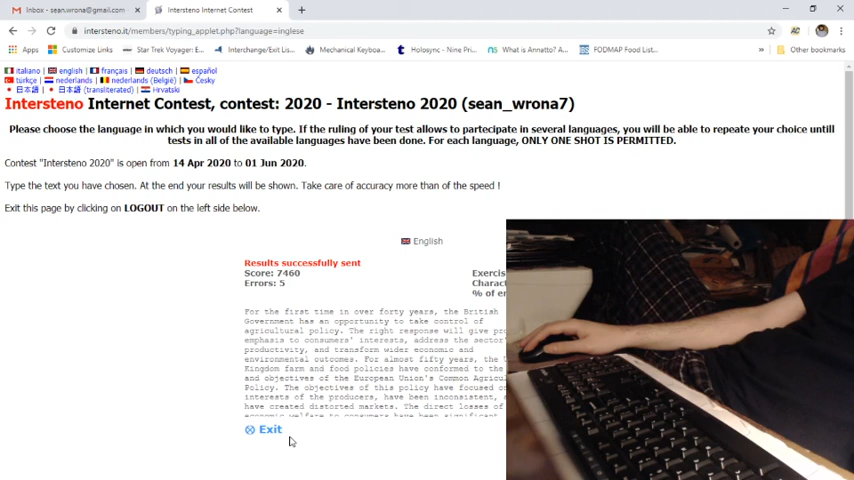 Inbox - sean.wrona@gmail.com
Intersteno Internet Contest
intersteno.it/members/typing_applet.php?language=inglese
Apps Customize Links Star Trek Voyager: E... Interchange/Exit Lis... Mechanical Keyboa... Holosync - Nine Pri... What is Annatto? A... FODMAP Food List... » Other bookmarks
italiano | english | français | deutsch | español
türkçe | nederlands | nederlands (België) | Česky
日本語 | 日本語 (transliterated) | Hrvatski
Intersteno Internet Contest, contest: 2020 - Intersteno 2020 (sean_wrona7)
Please choose the language in which you would like to type. If the ruling of your test allows to partecipate in several languages, you will be able to repeate your choice untill
tests in all of the available languages have been done. For each language, ONLY ONE SHOT IS PERMITTED.
Contest "Intersteno 2020" is open from 14 Apr 2020 to 01 Jun 2020.
Type the text you have chosen. At the end your results will be shown. Take care of accuracy more than of the speed !
Exit this page by clicking on LOGOUT on the left side below.
English
Results successfully sent
Score: 7460 Exercis
Errors: 5 Charact
% of er
For the first time in over forty years, the British
Government has an opportunity to take control of
agricultural policy. The right response will give pro
emphasis to consumers' interests, address the sector'
productivity, and transform wider economic and
environmental outcomes. For almost fifty years, the
Kingdom farm and food policies have conformed to the
and objectives of the European Union's Common Agricul
Policy. The objectives of this policy have focused o
interests of the producers, have been inconsistent,
have created distorted markets. The direct losses of
economic welfare to consumers have been significant
Exit